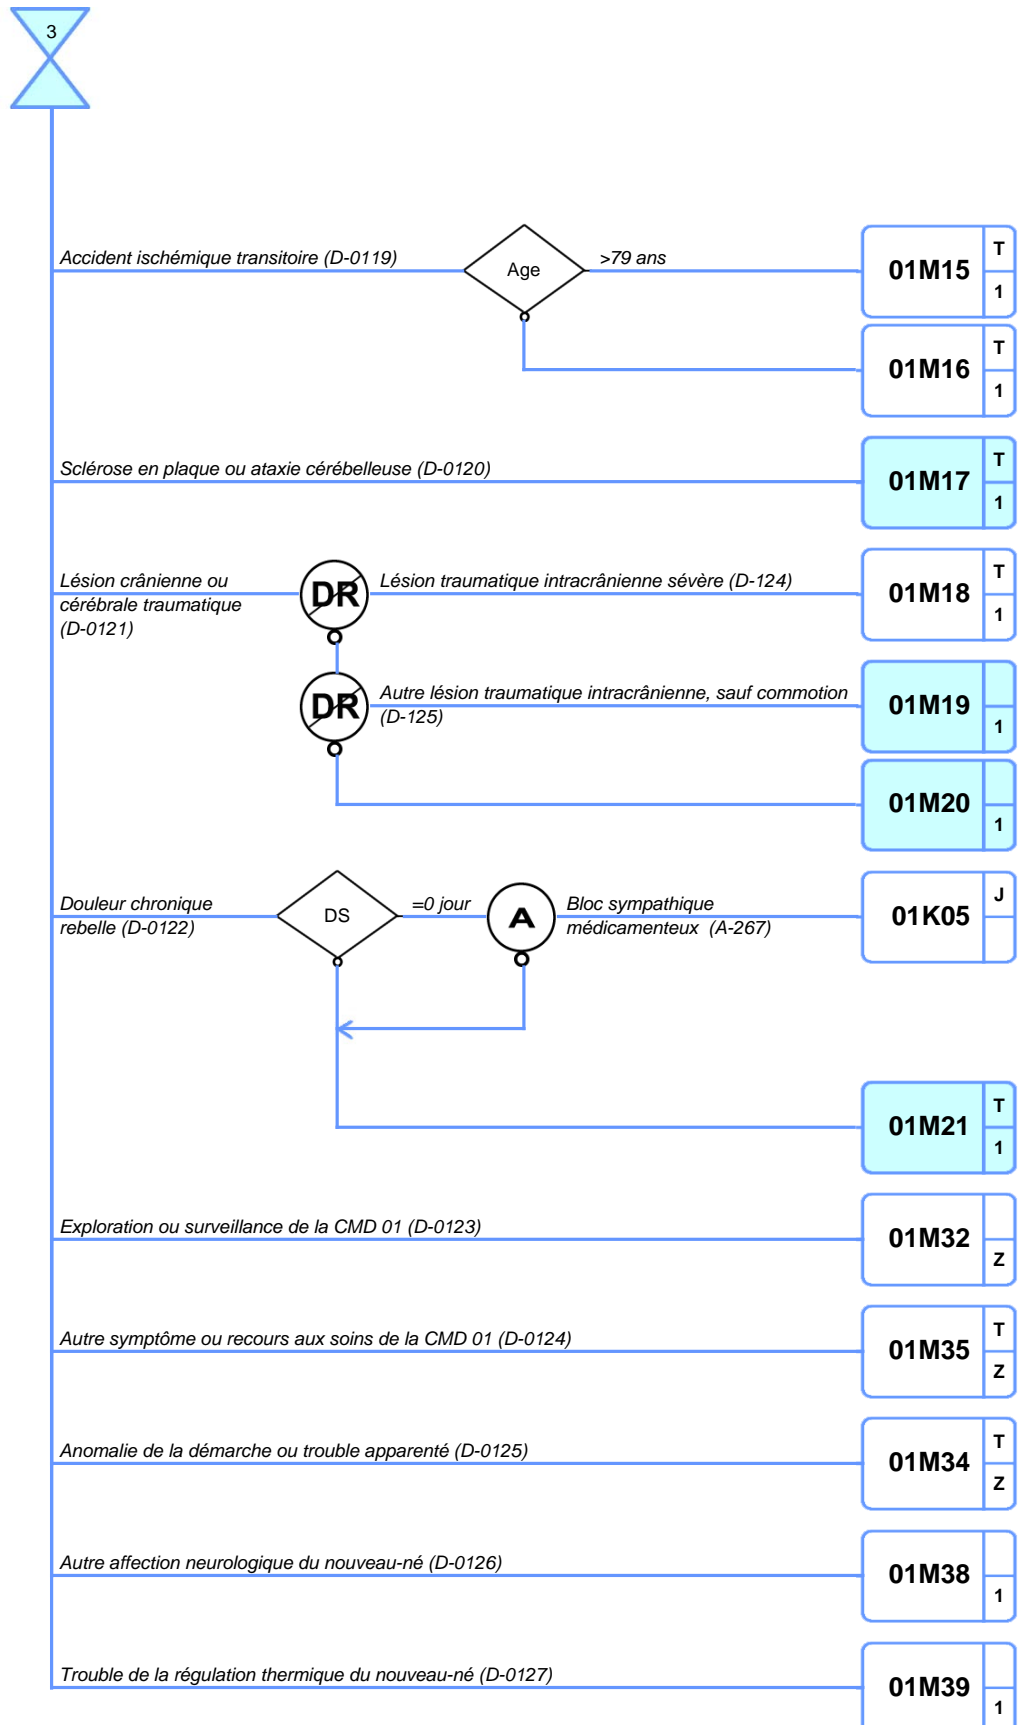 3
Accident ischémique transitoire (D-0119)
Age
>79 ans
01M15
T
1
01M16
T
1
Sclérose en plaque ou ataxie cérébelleuse (D-0120)
01M17
T
1
Lésion crânienne ou
cérébrale traumatique
(D-0121)
DR
Lésion traumatique intracrânienne sévère (D-124)
01M18
T
1
DR
Autre lésion traumatique intracrânienne, sauf commotion
(D-125)
01M19
1
01M20
1
Douleur chronique
rebelle (D-0122)
DS
=0 jour
A
Bloc sympathique
médicamenteux (A-267)
01K05
J
01M21
T
1
Exploration ou surveillance de la CMD 01 (D-0123)
01M32
Z
Autre symptôme ou recours aux soins de la CMD 01 (D-0124)
01M35
T
Z
Anomalie de la démarche ou trouble apparenté (D-0125)
01M34
T
Z
Autre affection neurologique du nouveau-né (D-0126)
01M38
1
Trouble de la régulation thermique du nouveau-né (D-0127)
01M39
1